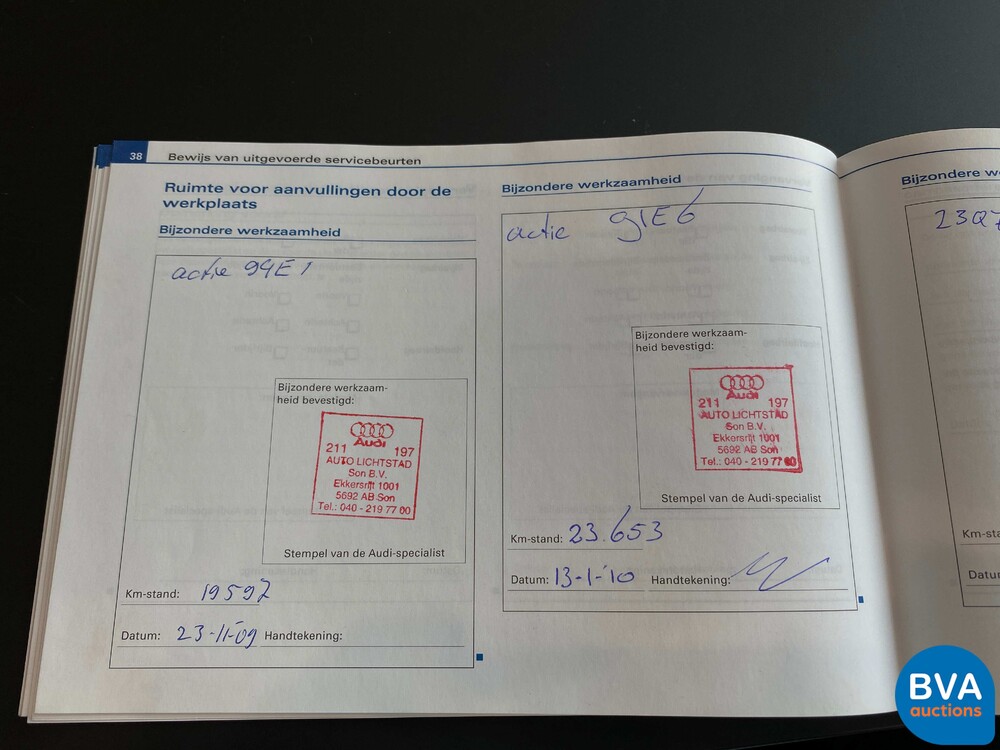 38 Bewijs van uitgevoerde servicebeurten
Ruimte voor aanvullingen door de
werkplaats
Bijzondere werkzaamheid
actie 94E1
Bijzondere werkzaam-
heid bevestigd:
Audi
211 197
AUTO LICHTSTAD
Son B.V.
Ekkersrijt 1001
5692 AB Son
Tel.: 040 - 219 77 00
Stempel van de Audi-specialist
Km-stand: 19597
Datum: 23-11-09 Handtekening:
Bijzondere werkzaamheid
actie 91E6
Bijzondere werkzaam-
heid bevestigd:
Audi
211 197
AUTO LICHTSTAD
Son B.V.
Ekkersrijt 1001
5692 AB Son
Tel.: 040 - 219 77 00
Stempel van de Audi-specialist
Km-stand: 23.653
Datum: 13-1-'10 Handtekening:
Bijzondere
23Q7
Km-sta
Datu
BVA
auctions